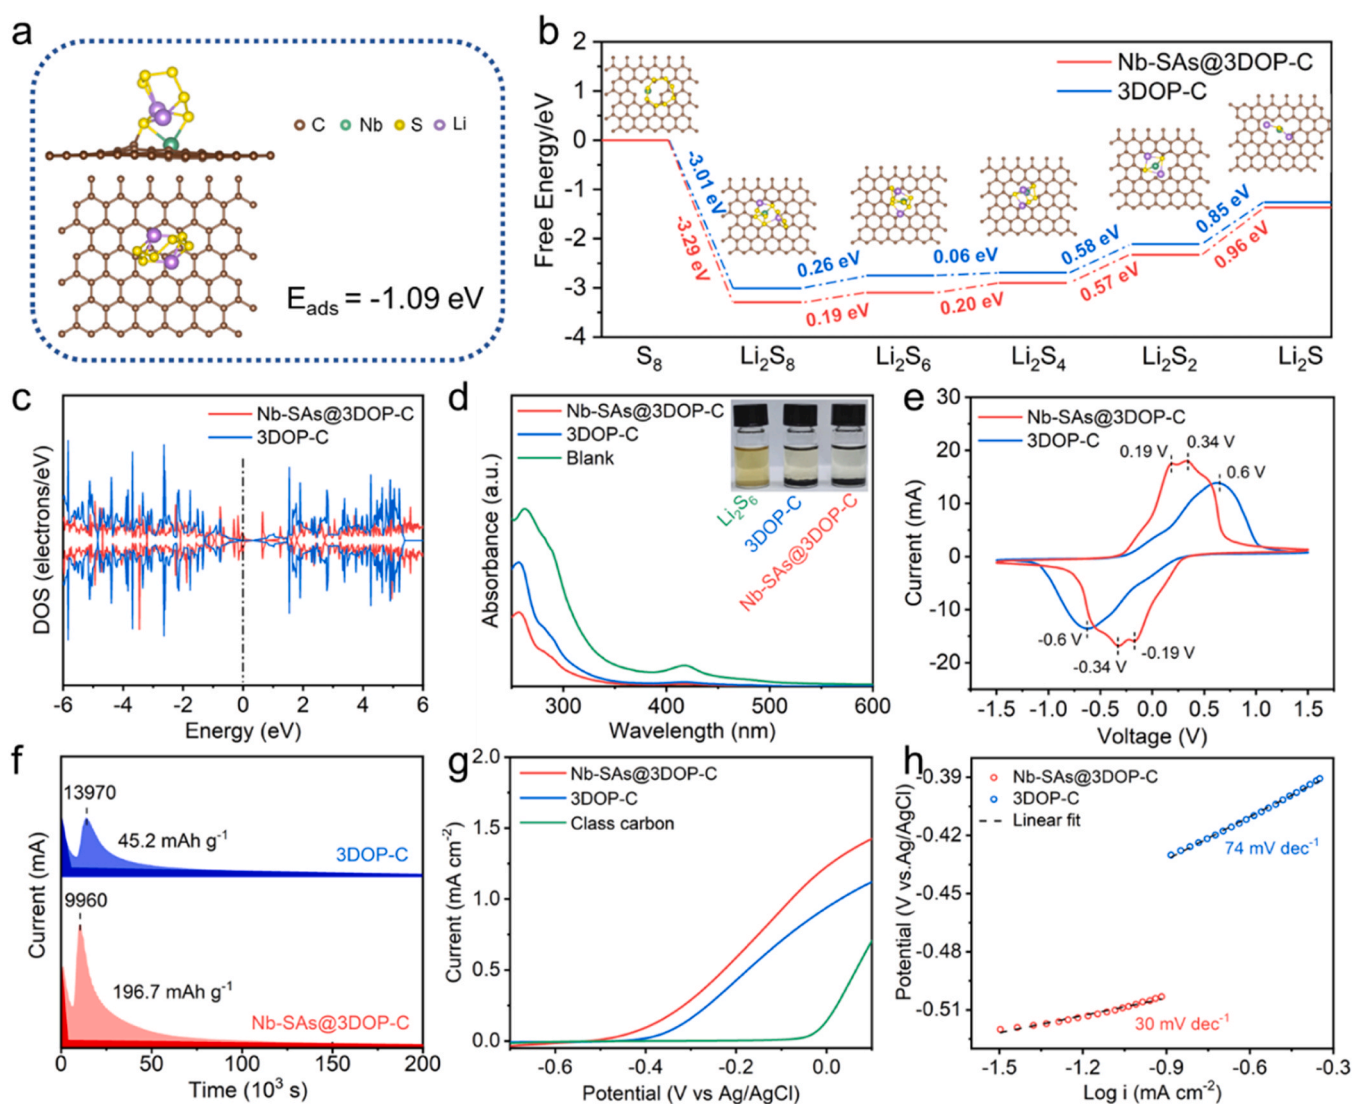 a
C Nb S Li
E_ads = -1.09 eV
b
Free Energy/eV
2
1
0
-1
-2
-3
-4
Nb-SAs@3DOP-C
3DOP-C
-3.01 eV
-3.29 eV
0.26 eV
0.06 eV
0.58 eV
0.85 eV
0.19 eV
0.20 eV
0.57 eV
0.96 eV
S₈ Li₂S₈ Li₂S₆ Li₂S₄ Li₂S₂ Li₂S
c
DOS (electrons/eV)
Nb-SAs@3DOP-C
3DOP-C
-6 -4 -2 0 2 4 6
Energy (eV)
d
Absorbance (a.u.)
Nb-SAs@3DOP-C
3DOP-C
Blank
Li₂S₆
3DOP-C
Nb-SAs@3DOP-C
300 400 500 600
Wavelength (nm)
e
Current (mA)
30
20
10
0
-10
-20
Nb-SAs@3DOP-C
3DOP-C
0.19 V
0.34 V
0.6 V
-0.6 V
-0.34 V
-0.19 V
-1.5 -1.0 -0.5 0.0 0.5 1.0 1.5
Voltage (V)
f
Current (mA)
13970
45.2 mAh g⁻¹
3DOP-C
9960
196.7 mAh g⁻¹
Nb-SAs@3DOP-C
0 50 100 150 200
Time (10³ s)
g
Current (mA cm⁻²)
2.0
1.5
1.0
0.5
0.0
Nb-SAs@3DOP-C
3DOP-C
Class carbon
-0.6 -0.4 -0.2 0.0
Potential (V vs Ag/AgCl)
h
Potential (V vs.Ag/AgCl)
-0.39
-0.42
-0.45
-0.48
-0.51
Nb-SAs@3DOP-C
3DOP-C
Linear fit
74 mV dec⁻¹
30 mV dec⁻¹
-1.5 -1.2 -0.9 -0.6 -0.3
Log i (mA cm⁻²)